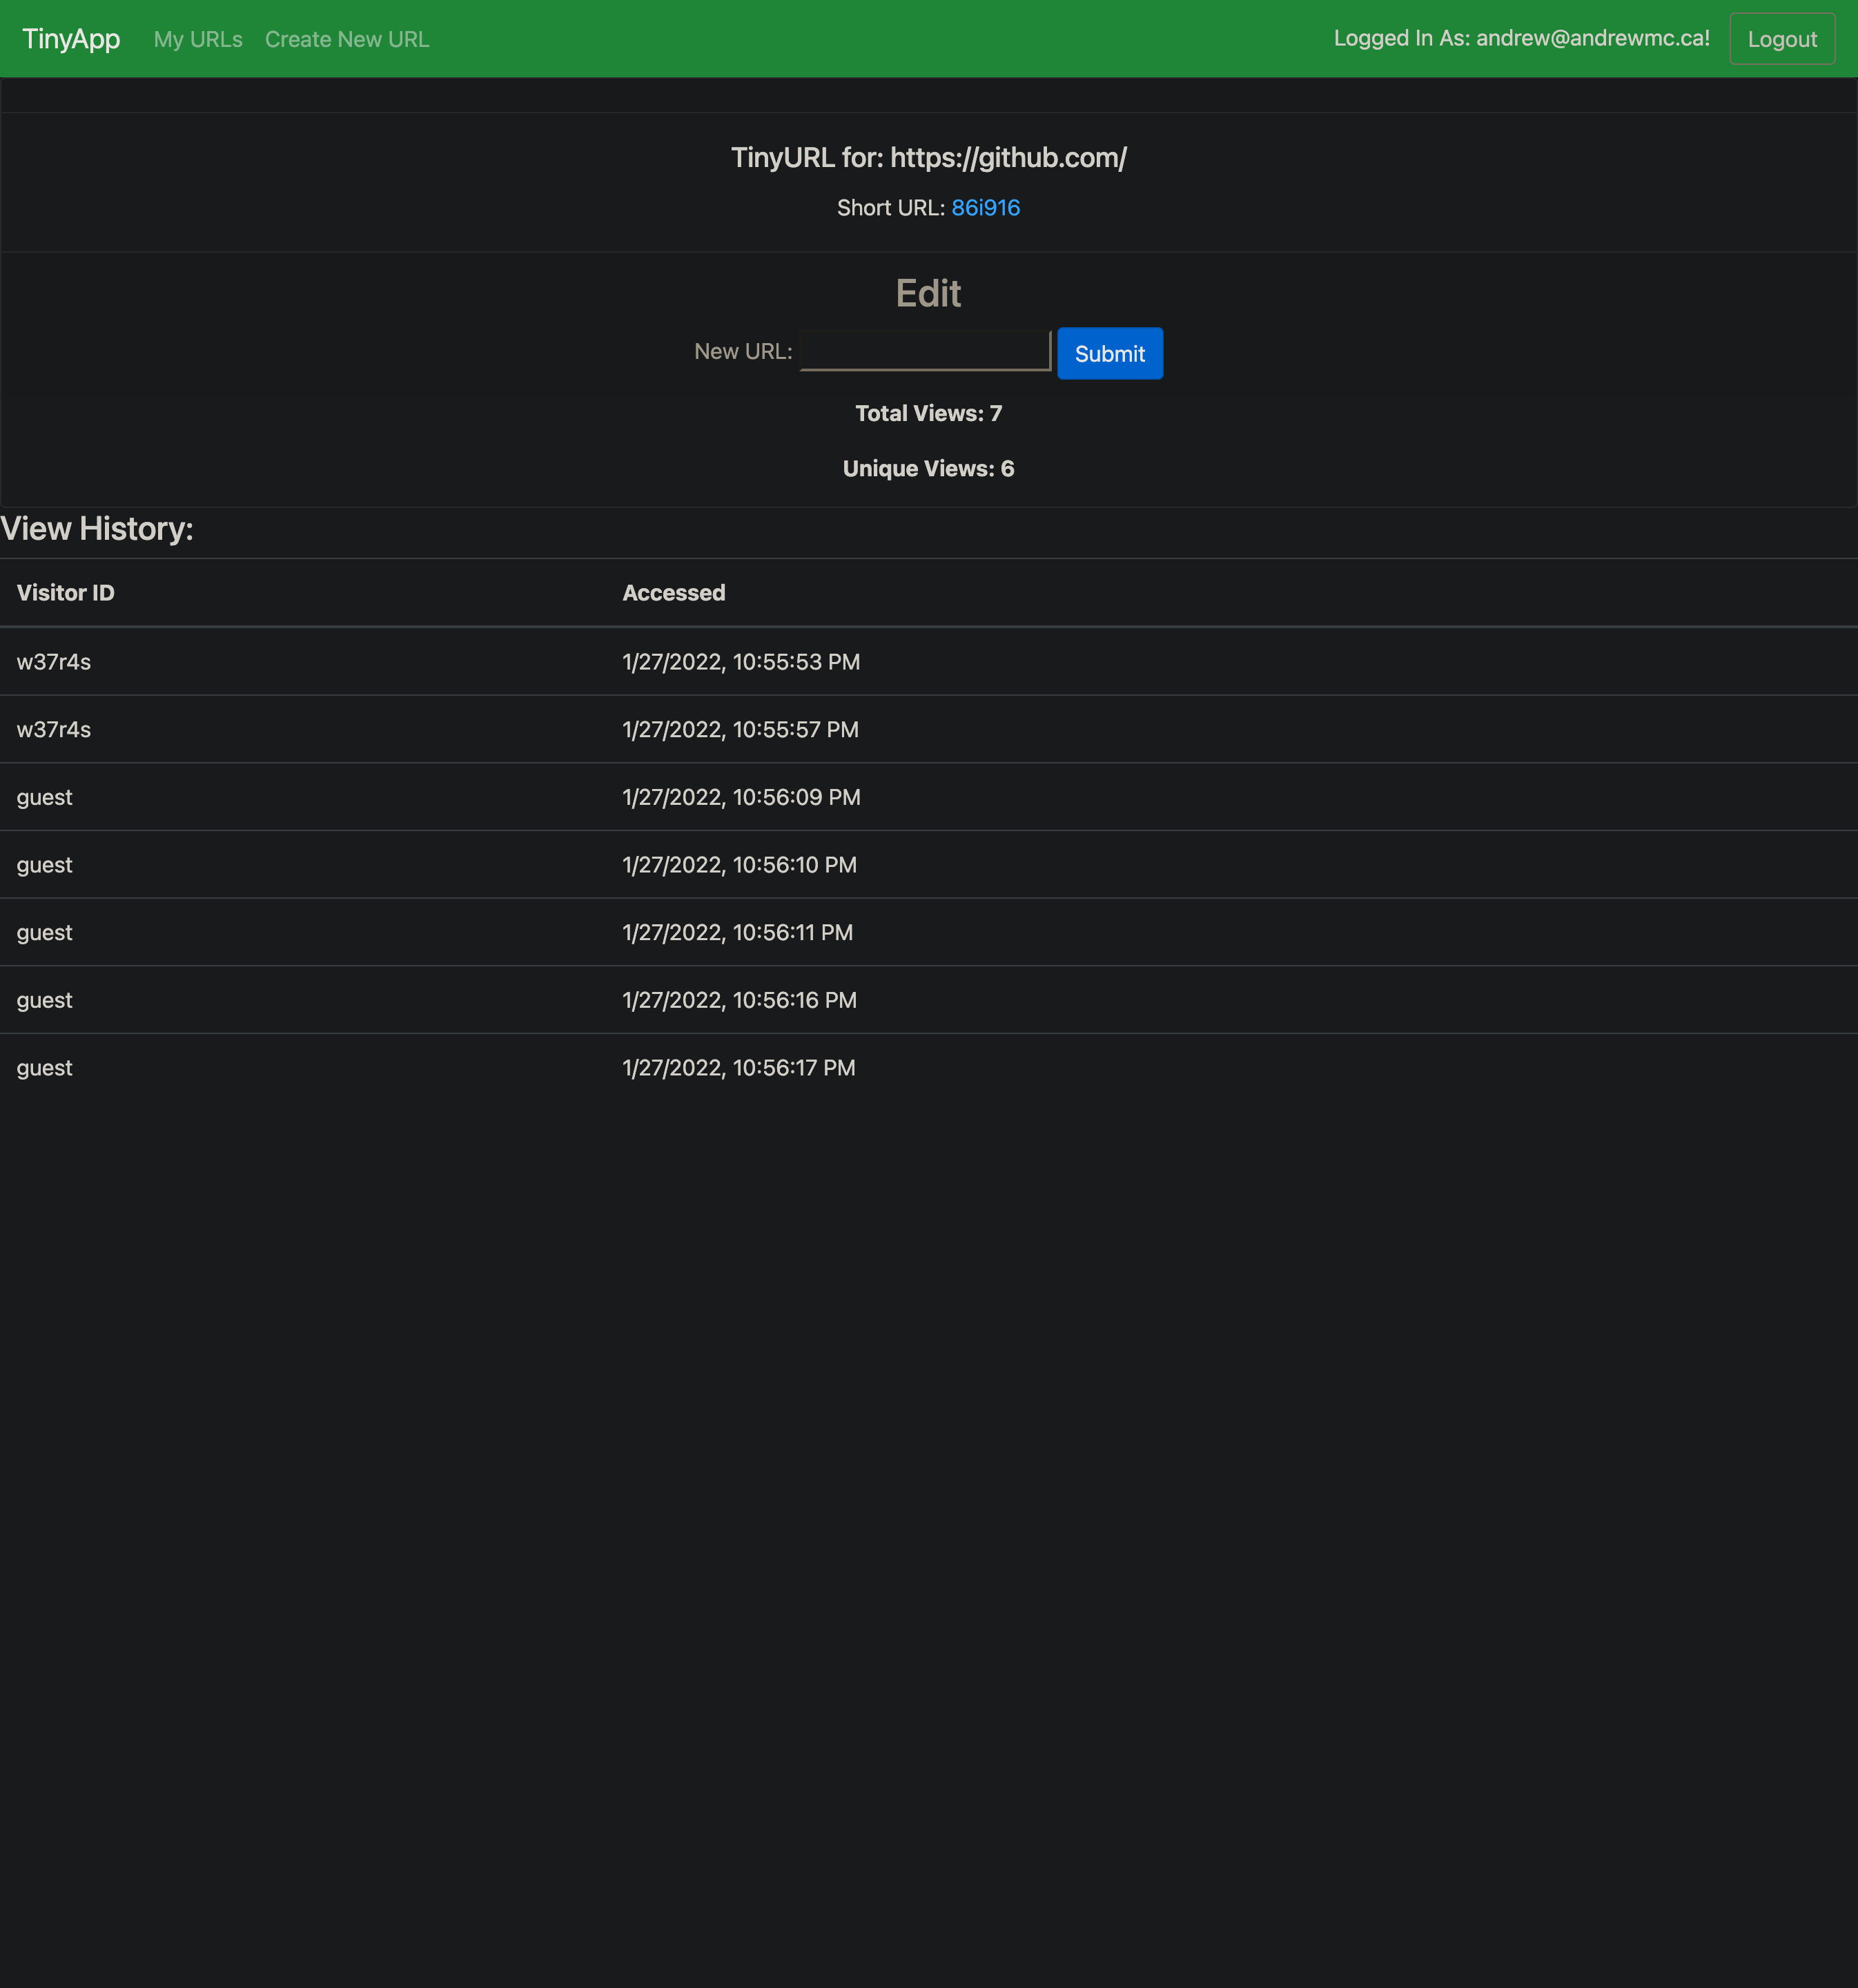 TinyApp My URLs Create New URL Logged In As: andrew@andrewmc.ca! Logout
TinyURL for: https://github.com/
Short URL: 86i916
Edit
New URL: Submit
Total Views: 7
Unique Views: 6
View History:
Visitor ID Accessed
w37r4s 1/27/2022, 10:55:53 PM
w37r4s 1/27/2022, 10:55:57 PM
guest 1/27/2022, 10:56:09 PM
guest 1/27/2022, 10:56:10 PM
guest 1/27/2022, 10:56:11 PM
guest 1/27/2022, 10:56:16 PM
guest 1/27/2022, 10:56:17 PM